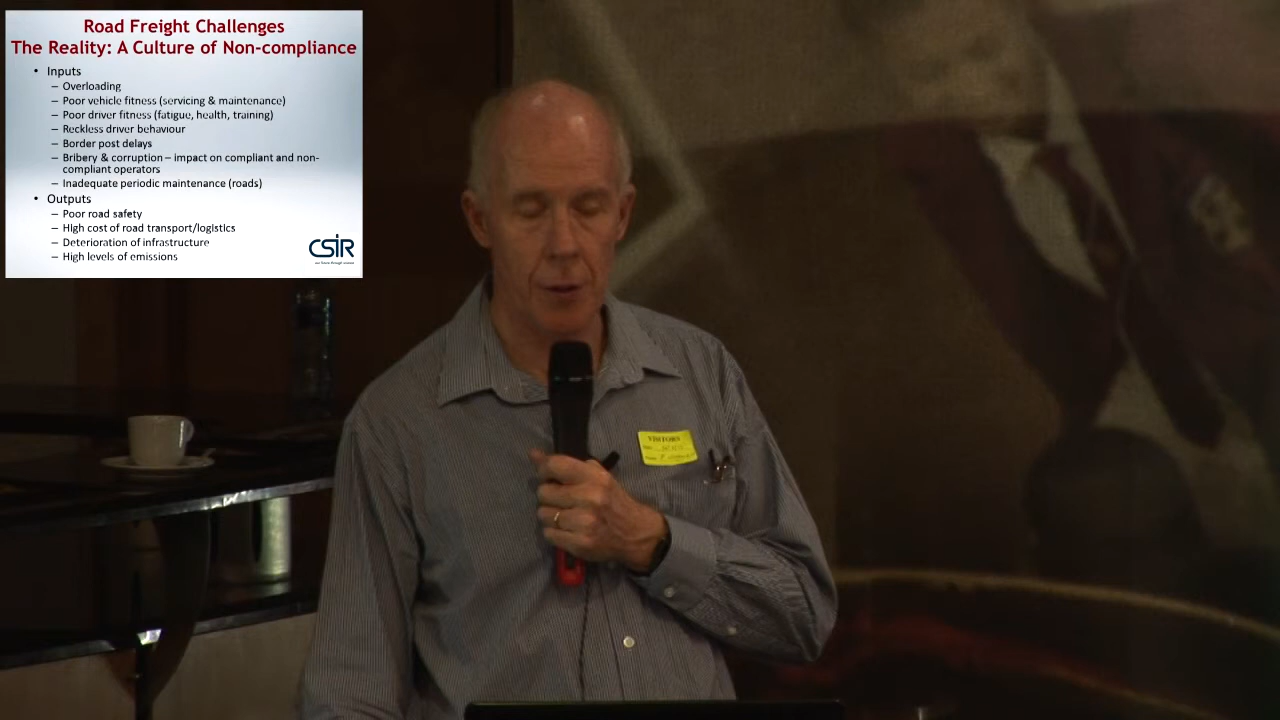 Road Freight Challenges
The Reality: A Culture of Non-compliance
• Inputs
– Overloading
– Poor vehicle fitness (servicing & maintenance)
– Poor driver fitness (fatigue, health, training)
– Reckless driver behaviour
– Border post delays
– Bribery & corruption – impact on compliant and non-
compliant operators
– Inadequate periodic maintenance (roads)
• Outputs
– Poor road safety
– High cost of road transport/logistics
– Deterioration of infrastructure
– High levels of emissions
CSIR
VISITORS